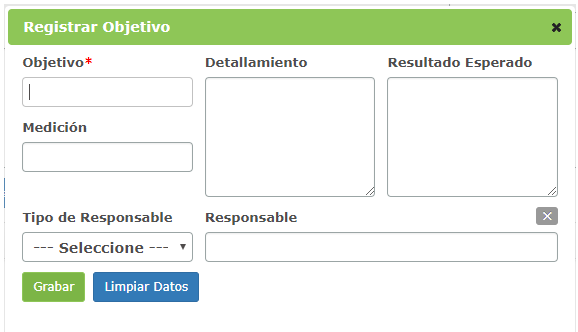 Registrar Objetivo
Objetivo*
Detallamiento
Resultado Esperado
Medición
Tipo de Responsable
Responsable
--- Seleccione ---
Grabar
Limpiar Datos